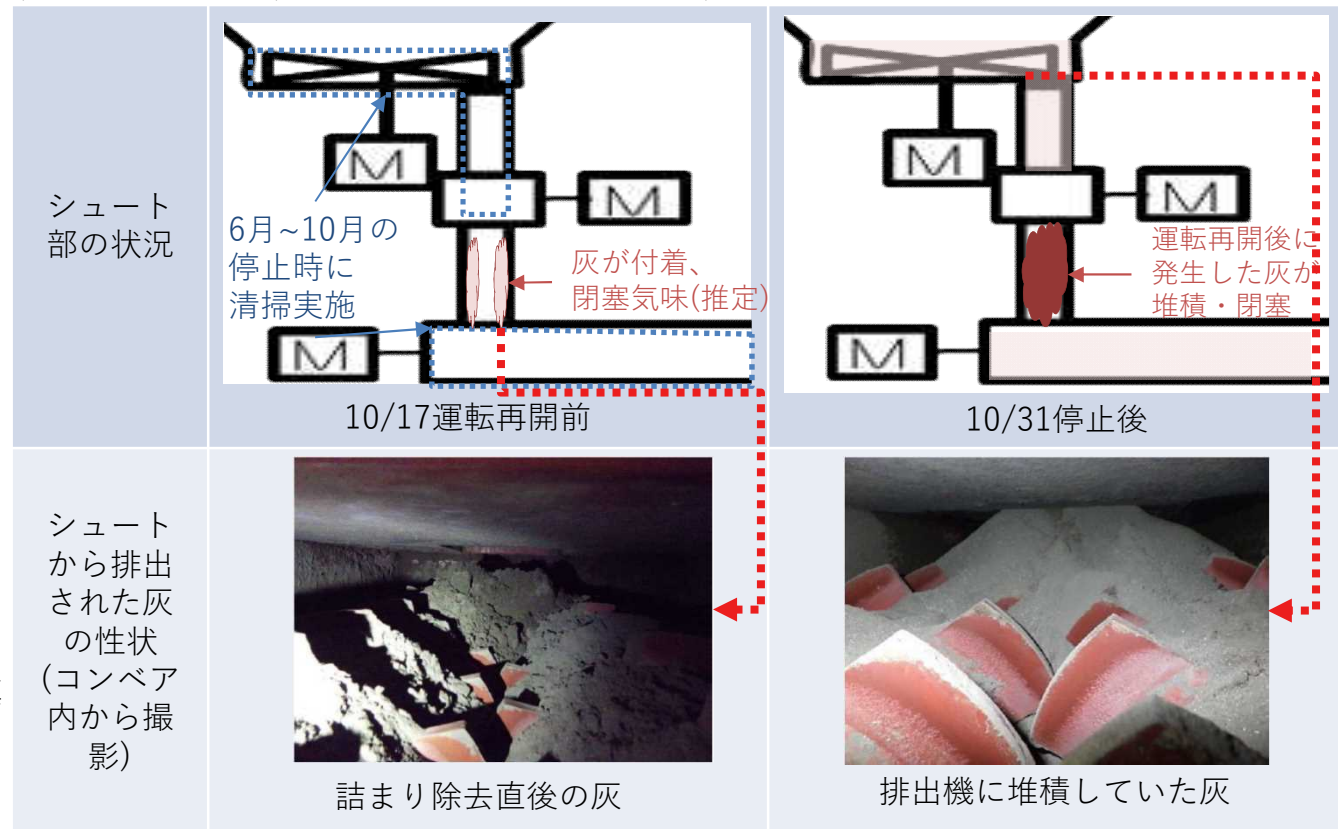 シュート
部の状況
M
M
6月~10月の
停止時に
清掃実施
灰が付着、
閉塞気味(推定)
M
10/17運転再開前
M
M
運転再開後に
発生した灰が
堆積・閉塞
M
10/31停止後
シュート
から排出
された灰
の性状
(コンベア
内から撮
影)
詰まり除去直後の灰
排出機に堆積していた灰